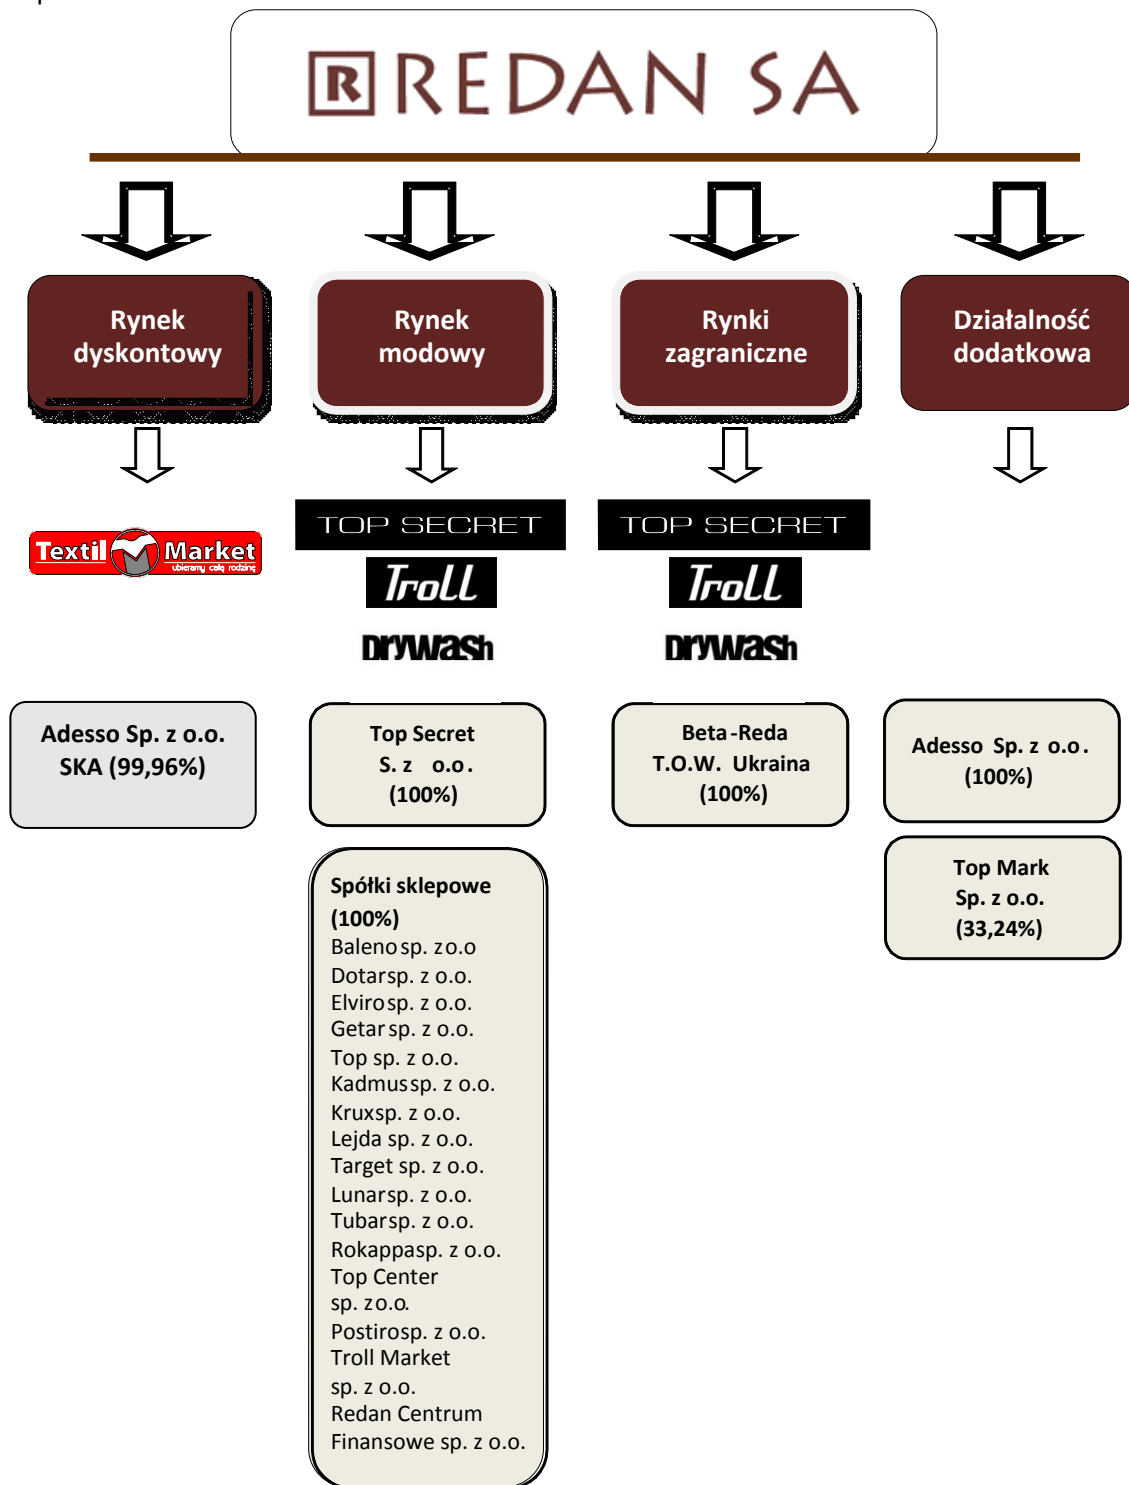 R REDAN SA
Rynek
dyskontowy
Rynek
modowy
Rynki
zagraniczne
Działalność
dodatkowa
Textil Market
ubieramy całą rodzinę
TOP SECRET
Troll
Drywash
TOP SECRET
Troll
Drywash
Adesso Sp. z o.o.
SKA (99,96%)
Top Secret
S. z o.o.
(100%)
Beta-Reda
T.O.W. Ukraina
(100%)
Adesso Sp. z o.o.
(100%)
Top Mark
Sp. z o.o.
(33,24%)
Spółki sklepowe
(100%)
Baleno sp. z o.o
Dotar sp. z o.o.
Elviro sp. z o.o.
Getar sp. z o.o.
Top sp. z o.o.
Kadmus sp. z o.o.
Krux sp. z o.o.
Lejda sp. z o.o.
Target sp. z o.o.
Lunar sp. z o.o.
Tubar sp. z o.o.
Rokappa sp. z o.o.
Top Center
sp. z o.o.
Postiro sp. z o.o.
Troll Market
sp. z o.o.
Redan Centrum
Finansowe sp. z o.o.